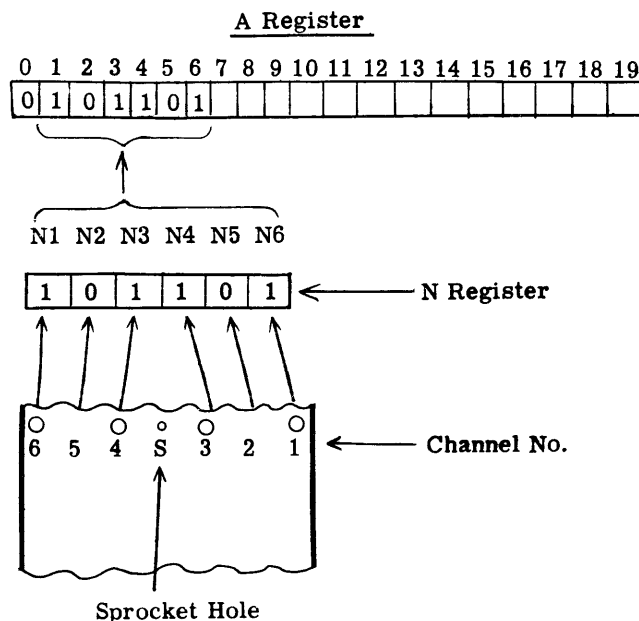 A Register
0 1 2 3 4 5 6 7 8 9 10 11 12 13 14 15 16 17 18 19
0 1 0 1 1 0 1
N1 N2 N3 N4 N5 N6
1 0 1 1 0 1
N Register
6 5 4 S 3 2 1
Channel No.
Sprocket Hole